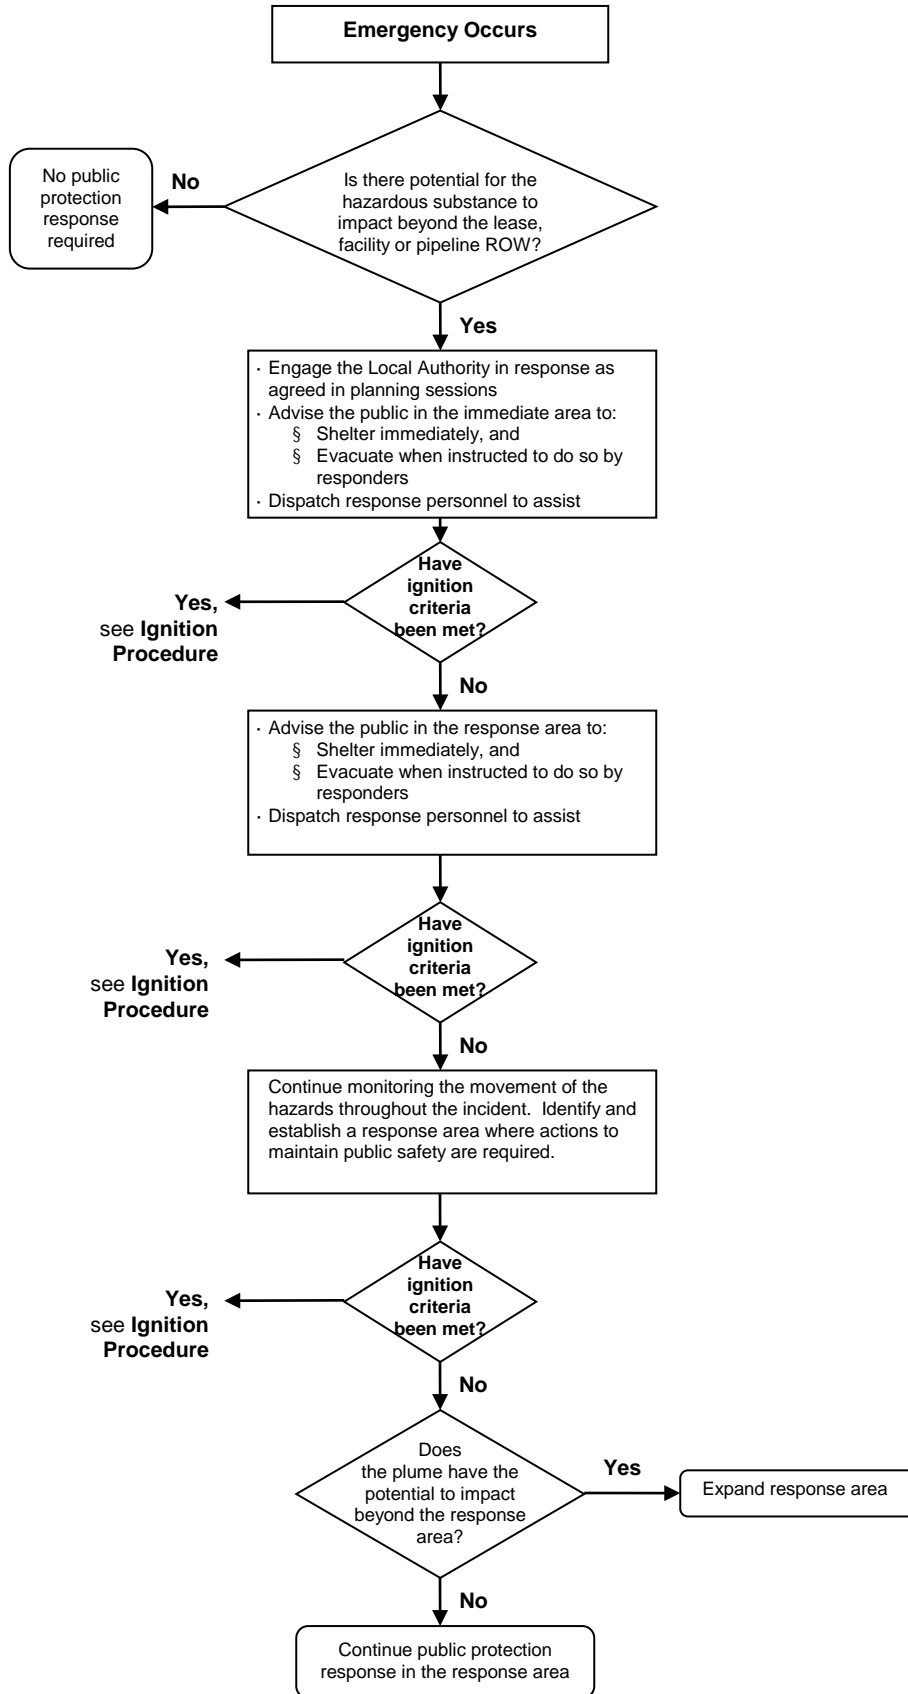 Emergency Occurs
Is there potential for the
hazardous substance to
impact beyond the lease,
facility or pipeline ROW?
No
No public
protection
response
required
Yes
· Engage the Local Authority in response as
agreed in planning sessions
· Advise the public in the immediate area to:
§ Shelter immediately, and
§ Evacuate when instructed to do so by
responders
· Dispatch response personnel to assist
Have
ignition
criteria
been met?
Yes,
see Ignition
Procedure
No
· Advise the public in the response area to:
§ Shelter immediately, and
§ Evacuate when instructed to do so by
responders
· Dispatch response personnel to assist
Have
ignition
criteria
been met?
Yes,
see Ignition
Procedure
No
Continue monitoring the movement of the
hazards throughout the incident. Identify and
establish a response area where actions to
maintain public safety are required.
Have
ignition
criteria
been met?
Yes,
see Ignition
Procedure
No
Does
the plume have the
potential to impact
beyond the response
area?
Yes
Expand response area
No
Continue public protection
response in the response area